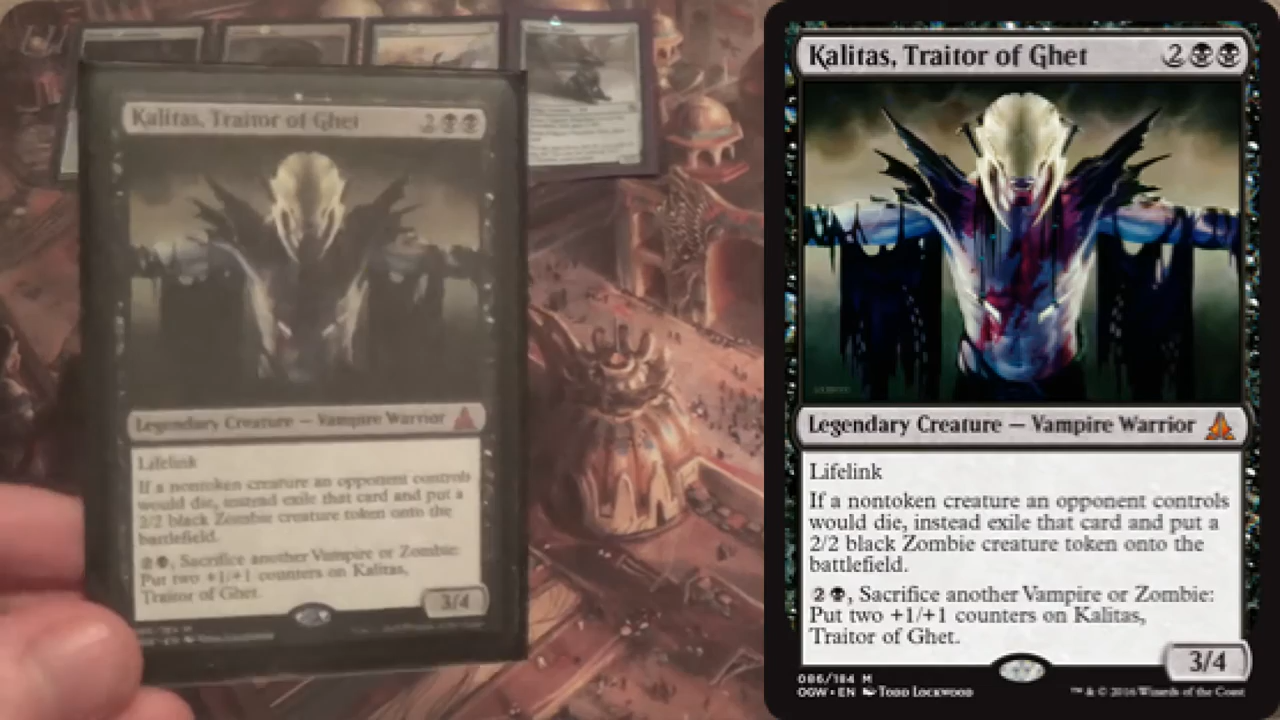 Kalitas, Traitor of Ghet 2
Legendary Creature — Vampire Warrior
Lifelink
If a nontoken creature an opponent controls
would die, instead exile that card and put a
2/2 black Zombie creature token onto the
battlefield.
2, Sacrifice another Vampire or Zombie:
Put two +1/+1 counters on Kalitas,
Traitor of Ghet.
3/4
Kalitas, Traitor of Ghet 2
Legendary Creature — Vampire Warrior
Lifelink
If a nontoken creature an opponent controls
would die, instead exile that card and put a
2/2 black Zombie creature token onto the
battlefield.
2, Sacrifice another Vampire or Zombie:
Put two +1/+1 counters on Kalitas,
Traitor of Ghet.
3/4
086/184 M
OGW • EN Todd Lockwood
™ & © 2016 Wizards of the Coast